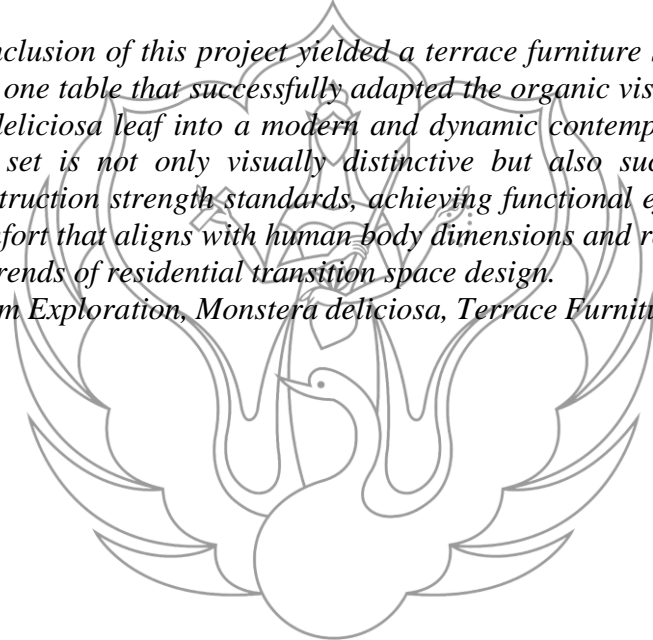 nclusion of this project yielded a terrace furniture
one table that successfully adapted the organic vis
deliciosa leaf into a modern and dynamic contemp
set is not only visually distinctive but also suc
truction strength standards, achieving functional e
fort that aligns with human body dimensions and r
rends of residential transition space design.
m Exploration, Monstera deliciosa, Terrace Furnit